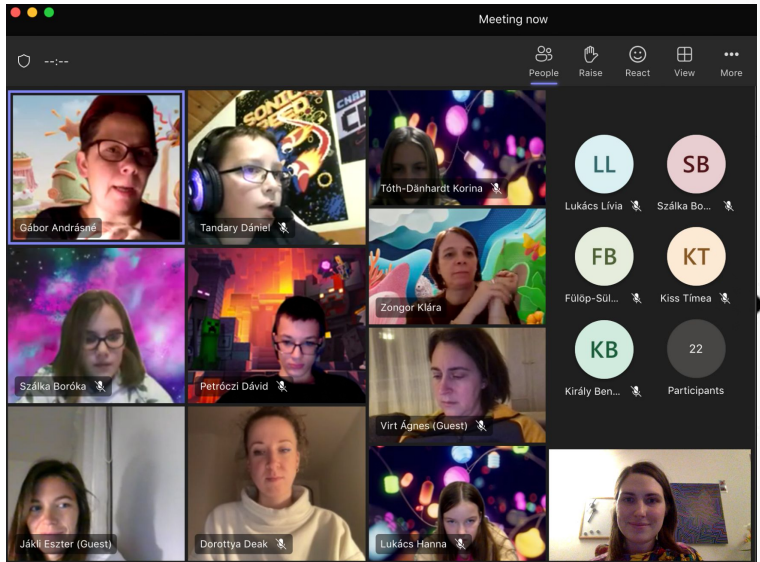 Meeting now
--:--
People
Raise
React
View
More
Gábor Andrásné
SONIC
SPEED
Tandary Dániel
Tóth-Dänhardt Korina
LL
Lukács Lívia
SB
Szálka Bo...
Zongor Klára
FB
Fülöp-Sül...
KT
Kiss Tímea
Szálka Boróka
Petróczi Dávid
Virt Ágnes (Guest)
KB
Király Ben...
22
Participants
Jákli Eszter (Guest)
Dorottya Deak
Lukács Hanna